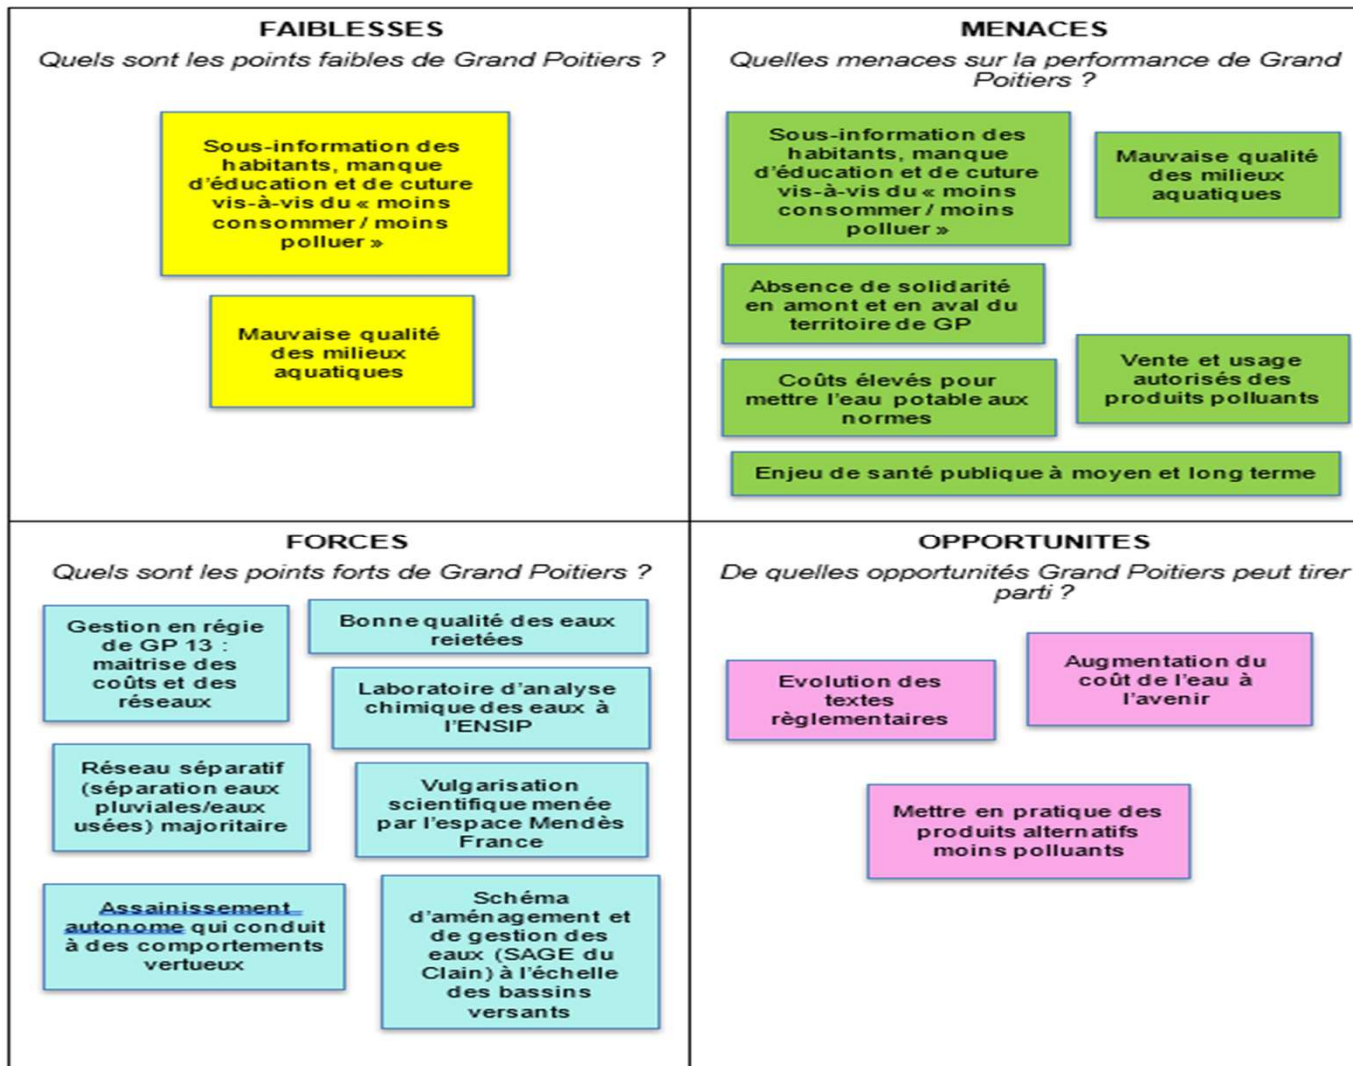 FAIBLESSES
Quels sont les points faibles de Grand Poitiers ?
Sous-information des
habitants, manque
d'éducation et de cuture
vis-à-vis du « moins
consommer / moins
polluer »
Mauvaise qualité
des milieux
aquatiques
MENACES
Quelles menaces sur la performance de Grand
Poitiers ?
Sous-information des
habitants, manque
d'éducation et de cuture
vis-à-vis du « moins
consommer / moins
polluer »
Mauvaise qualité
des milieux
aquatiques
Absence de solidarité
en amont et en aval du
territoire de GP
Coûts élevés pour
mettre l'eau potable aux
normes
Vente et usage
autorisés des
produits polluants
Enjeu de santé publique à moyen et long terme
FORCES
Quels sont les points forts de Grand Poitiers ?
Gestion en régie
de GP 13 :
maitrise des
coûts et des
réseaux
Bonne qualité des eaux
reietées
Laboratoire d'analyse
chimique des eaux à
l'ENSIP
Réseau séparatif
(séparation eaux
pluviales/eaux
usées) majoritaire
Vulgarisation
scientifique menée
par l'espace Mendès
France
Assainissement
autonome qui conduit
à des comportements
vertueux
Schéma
d'aménagement et
de gestion des
eaux (SAGE du
Clain) à l'échelle
des bassins
versants
OPPORTUNITES
De quelles opportunités Grand Poitiers peut tirer
parti ?
Evolution des
textes
règlementaires
Augmentation du
coût de l'eau à
l'avenir
Mettre en pratique des
produits alternatifs
moins polluants